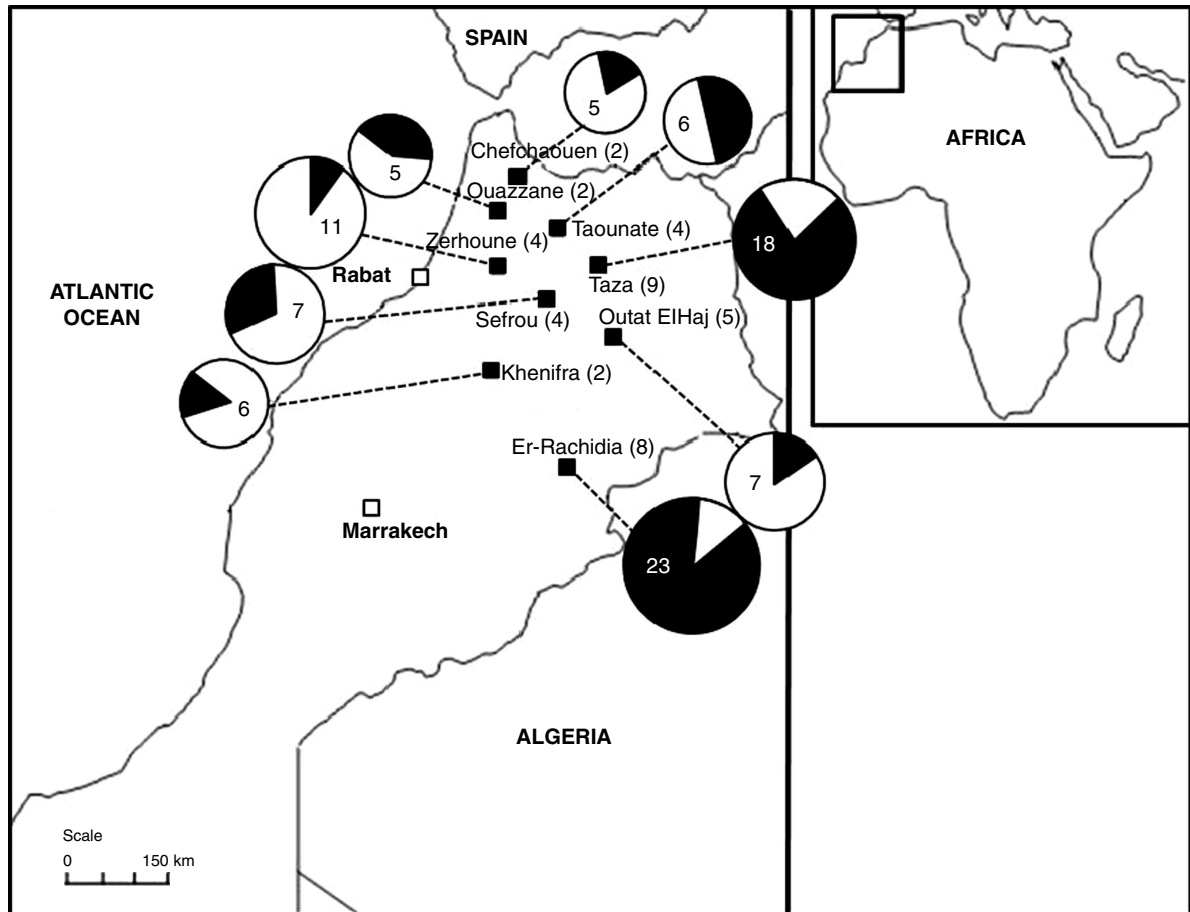 SPAIN
5
6
AFRICA
Chefchaouen (2)
5
Ouazzane (2)
11
Zerhoune (4)
Taounate (4)
18
Rabat
Taza (9)
ATLANTIC
OCEAN
7
Sefrou (4)
Outat ElHaj (5)
Khenifra (2)
6
Er-Rachidia (8)
7
Marrakech
23
ALGERIA
Scale
0 150 km